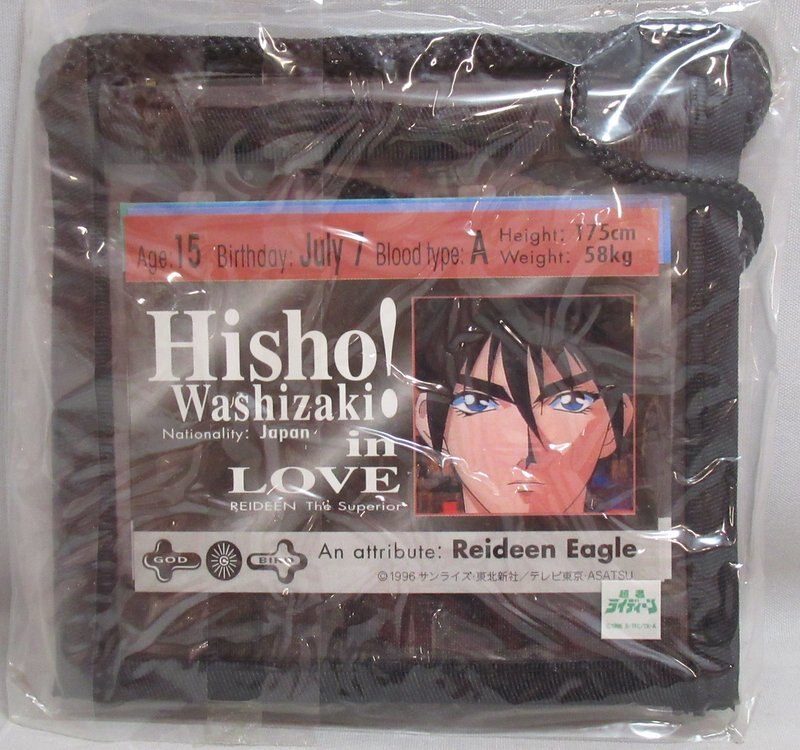 Age: 15 Birthday: July 7 Blood type: A Height: 175cm
Weight: 58kg
Hisho!
Washizaki
Nationality: Japan
in
LOVE
REIDEEN The Superior
GOD G BIRD An attribute: Reideen Eagle
©1996 サンライズ・東北新社/テレビ東京・ASATSU
超者
ライディーン